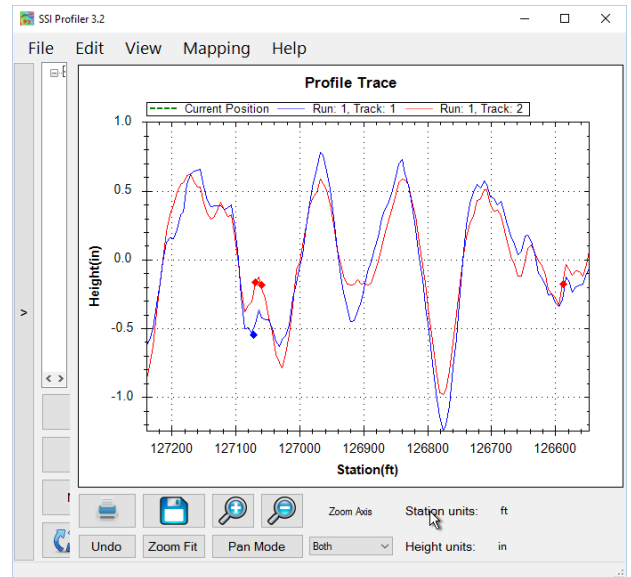 SSI Profiler 3.2
File Edit View Mapping Help
Profile Trace
Current Position Run: 1, Track: 1 Run: 1, Track: 2
1.0
0.5
0.0
-0.5
-1.0
Height(in)
127200 127100 127000 126900 126800 126700 126600
Station(ft)
Zoom Axis Station units: ft
Undo Zoom Fit Pan Mode Both Height units: in